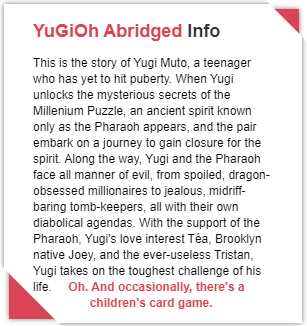 YuGiOh Abridged Info
This is the story of Yugi Muto, a teenager
who has yet to hit puberty. When Yugi
unlocks the mysterious secrets of the
Millenium Puzzle, an ancient spirit known
only as the Pharaoh appears, and the pair
embark on a journey to gain closure for the
spirit. Along the way, Yugi and the Pharaoh
face all manner of evil, from spoiled, dragon-
obsessed millionaires to jealous, midriff-
baring tomb-keepers, all with their own
diabolical agendas. With the support of the
Pharaoh, Yugi's love interest Téa, Brooklyn
native Joey, and the ever-useless Tristan,
Yugi takes on the toughest challenge of his
life. Oh. And occasionally, there's a
children's card game.